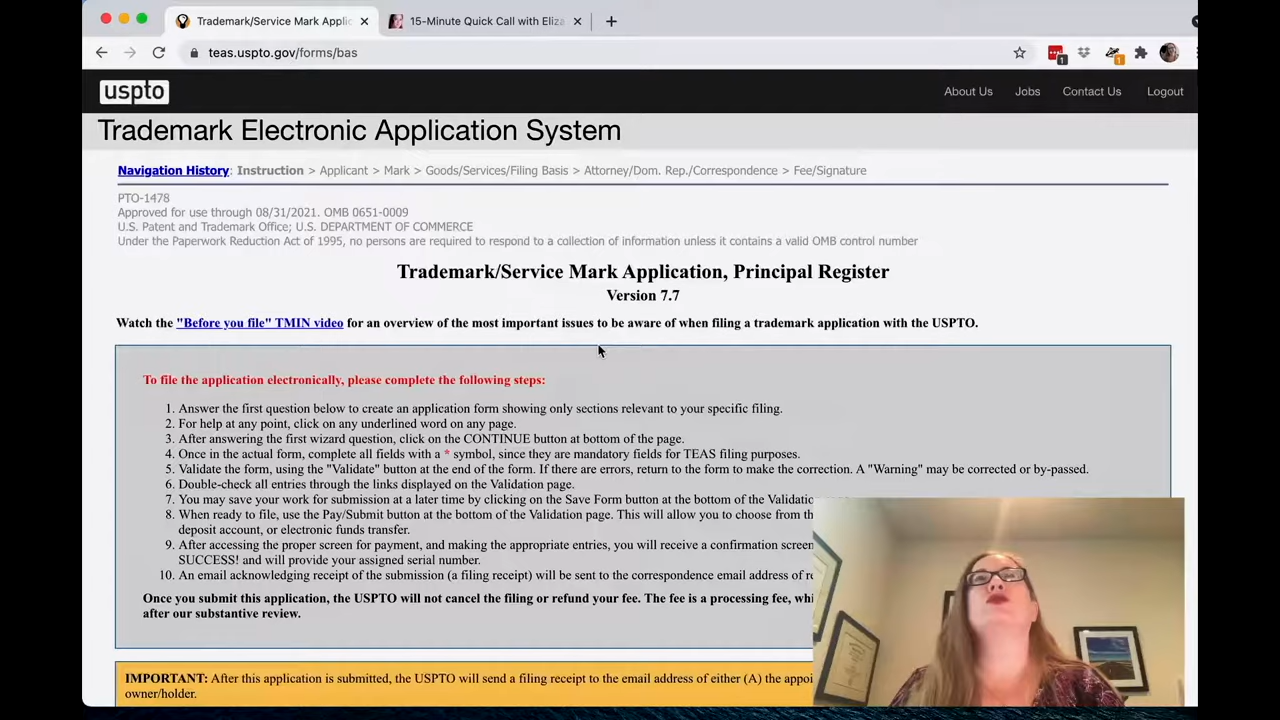 Trademark/Service Mark Applic
15-Minute Quick Call with Eliza
teas.uspto.gov/forms/bas
1
1
uspto
About Us
Jobs
Contact Us
Logout
Trademark Electronic Application System
Navigation History: Instruction > Applicant > Mark > Goods/Services/Filing Basis > Attorney/Dom. Rep./Correspondence > Fee/Signature
PTO-1478
Approved for use through 08/31/2021. OMB 0651-0009
U.S. Patent and Trademark Office; U.S. DEPARTMENT OF COMMERCE
Under the Paperwork Reduction Act of 1995, no persons are required to respond to a collection of information unless it contains a valid OMB control number
Trademark/Service Mark Application, Principal Register
Version 7.7
Watch the "Before you file" TMIN video for an overview of the most important issues to be aware of when filing a trademark application with the USPTO.
To file the application electronically, please complete the following steps:
1. Answer the first question below to create an application form showing only sections relevant to your specific filing.
2. For help at any point, click on any underlined word on any page.
3. After answering the first wizard question, click on the CONTINUE button at bottom of the page.
4. Once in the actual form, complete all fields with a * symbol, since they are mandatory fields for TEAS filing purposes.
5. Validate the form, using the "Validate" button at the end of the form. If there are errors, return to the form to make the correction. A "Warning" may be corrected or by-passed.
6. Double-check all entries through the links displayed on the Validation page.
7. You may save your work for submission at a later time by clicking on the Save Form button at the bottom of the Validatio
8. When ready to file, use the Pay/Submit button at the bottom of the Validation page. This will allow you to choose from th
deposit account, or electronic funds transfer.
9. After accessing the proper screen for payment, and making the appropriate entries, you will receive a confirmation screen
SUCCESS! and will provide your assigned serial number.
10. An email acknowledging receipt of the submission (a filing receipt) will be sent to the correspondence email address of re
Once you submit this application, the USPTO will not cancel the filing or refund your fee. The fee is a processing fee, whi
after our substantive review.
IMPORTANT: After this application is submitted, the USPTO will send a filing receipt to the email address of either (A) the appoi
owner/holder.